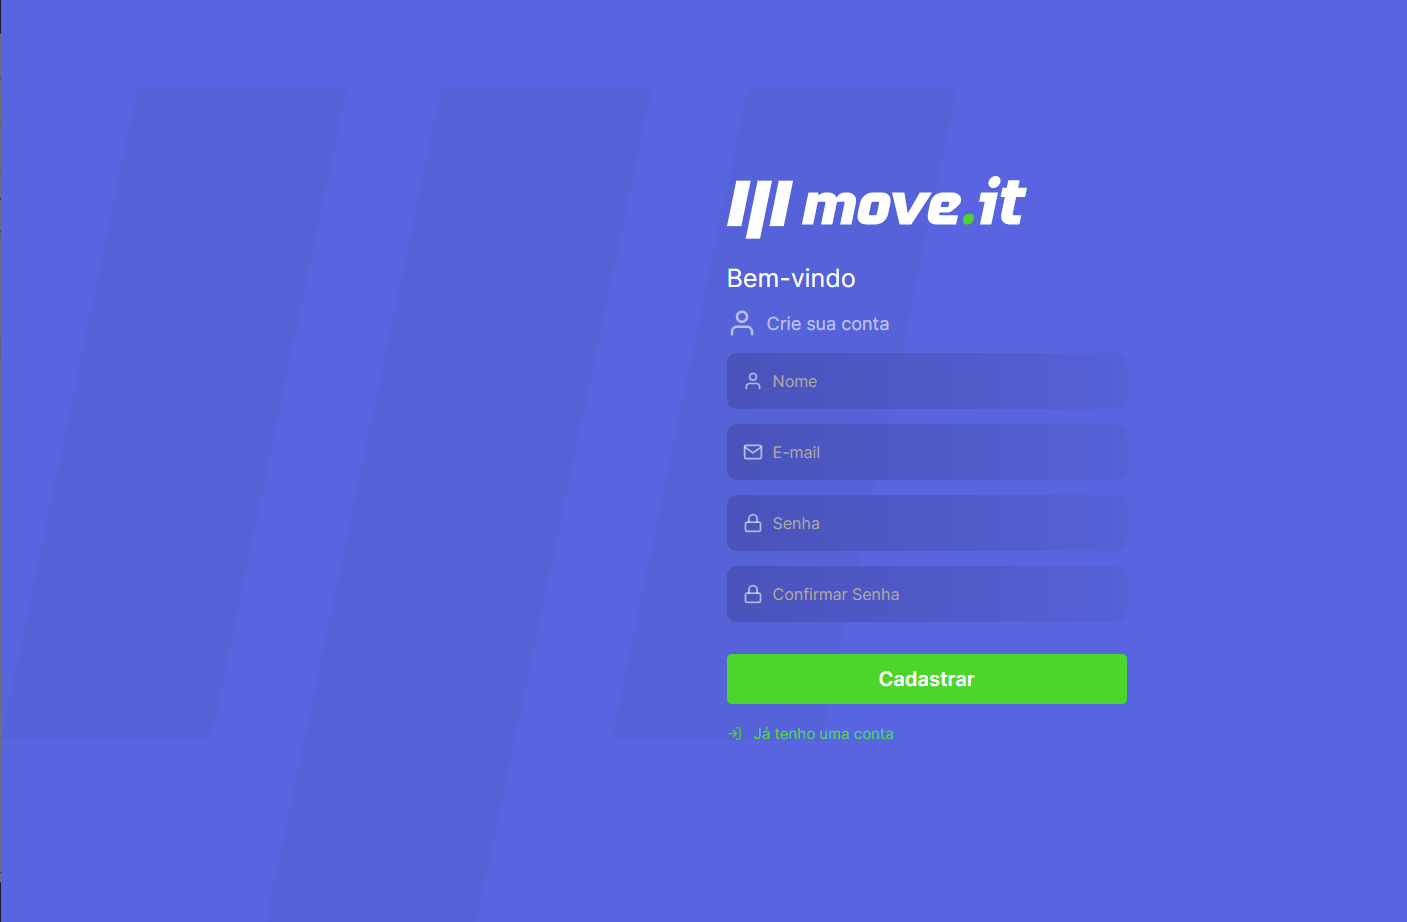 move.it
Bem-vindo
Crie sua conta
Nome
E-mail
Senha
Confirmar Senha
Cadastrar
Já tenho uma conta